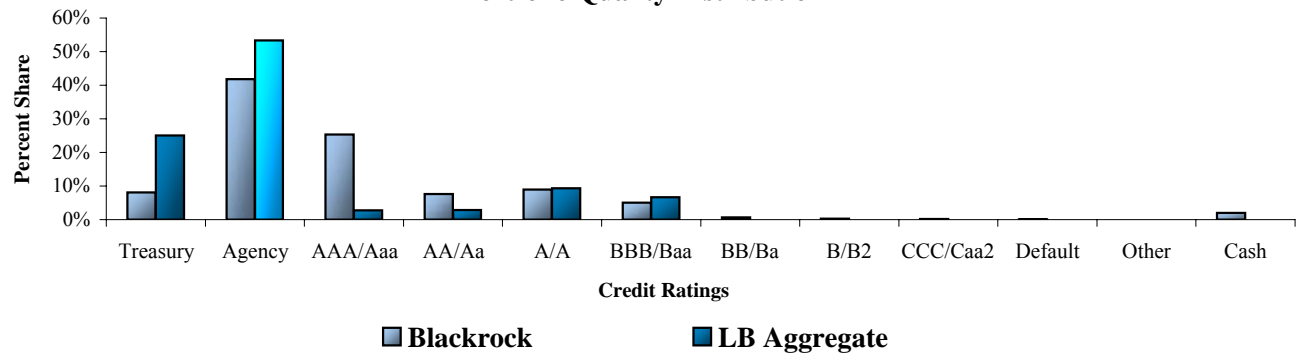 60%
50%
40%
30%
20%
10%
0%
Percent Share
Treasury Agency AAA/Aaa AA/Aa A/A BBB/Baa BB/Ba B/B2 CCC/Caa2 Default Other Cash
Credit Ratings
Blackrock LB Aggregate